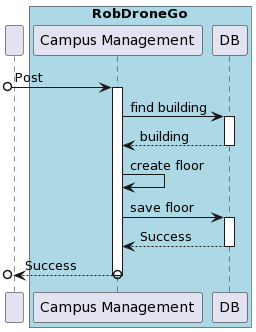 RobDroneGo
Campus Management DB
Post
find building
building
create floor
save floor
Success
Success
Campus Management DB